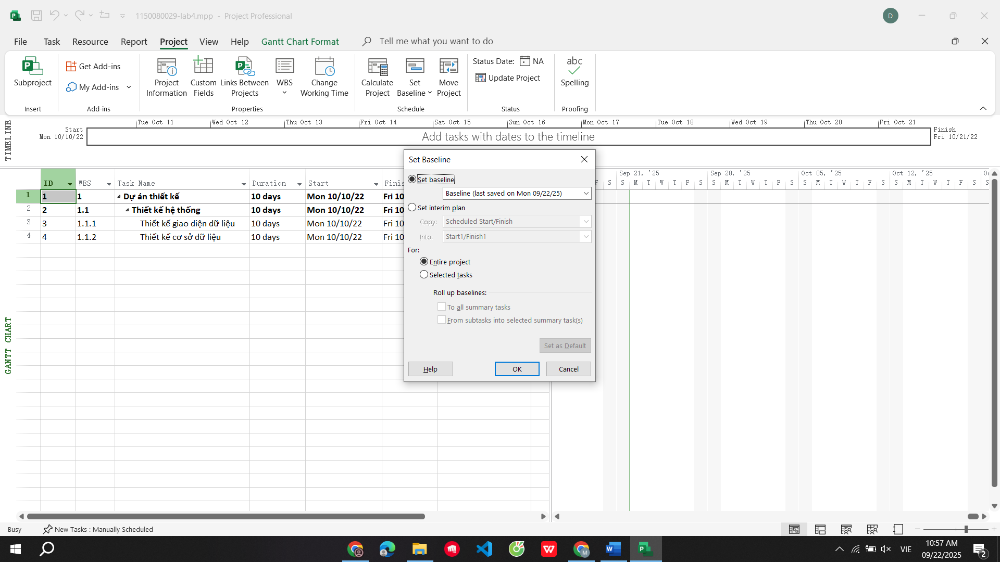 1150080029-lab4.mpp - Project Professional
D
File Task Resource Report Project View Help Gantt Chart Format Tell me what you want to do
Subproject
Insert
Get Add-ins
My Add-ins
Add-ins
Project Information
Custom Fields
Links Between Projects
WBS
Change Working Time
Properties
Calculate Project
Set Baseline
Move Project
Schedule
Status Date: NA
Update Project
Status
abc
Spelling
Proofing
TIMELINE
Start
Mon 10/10/22
Tue Oct 11 Wed Oct 12 Thu Oct 13 Fri Oct 14 Sat Oct 15 Sun Oct 16 Mon Oct 17 Tue Oct 18 Wed Oct 19 Thu Oct 20 Fri Oct 21
Add tasks with dates to the timeline
Finish
Fri 10/21/22
GANTT CHART
ID WBS Task Name Duration Start Finis
1 1 1 Dự án thiết kế 10 days Mon 10/10/22 Fri 10
2 2 1.1 Thiết kế hệ thống 10 days Mon 10/10/22 Fri 10
3 3 1.1.1 Thiết kế giao diện dữ liệu 10 days Mon 10/10/22 Fri 10
4 4 1.1.2 Thiết kế cơ sở dữ liệu 10 days Mon 10/10/22 Fri 10
Sep 21, '25 Sep 28, '25 Oct 05, '25 Oct 12, '25
F S S M T W T F S S M T W T F S S M T W T F S S M T W T F S S
Set Baseline
Set baseline
Baseline (last saved on Mon 09/22/25)
Set interim plan
Copy: Scheduled Start/Finish
Into: Start1/Finish1
For:
Entire project
Selected tasks
Roll up baselines:
To all summary tasks
From subtasks into selected summary task(s)
Set as Default
Help OK Cancel
Busy New Tasks : Manually Scheduled
VIE
10:57 AM
09/22/2025
2